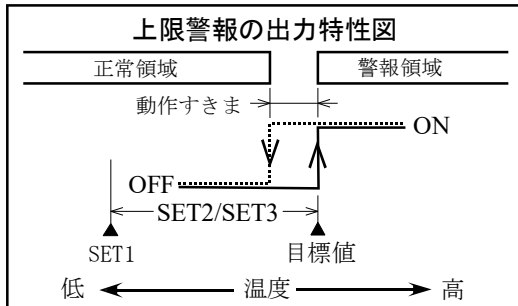 上限警報の出力特性図
正常領域 警報領域
動作すきま
ON
OFF
SET2/SET3
SET1 目標値
低 温度 高